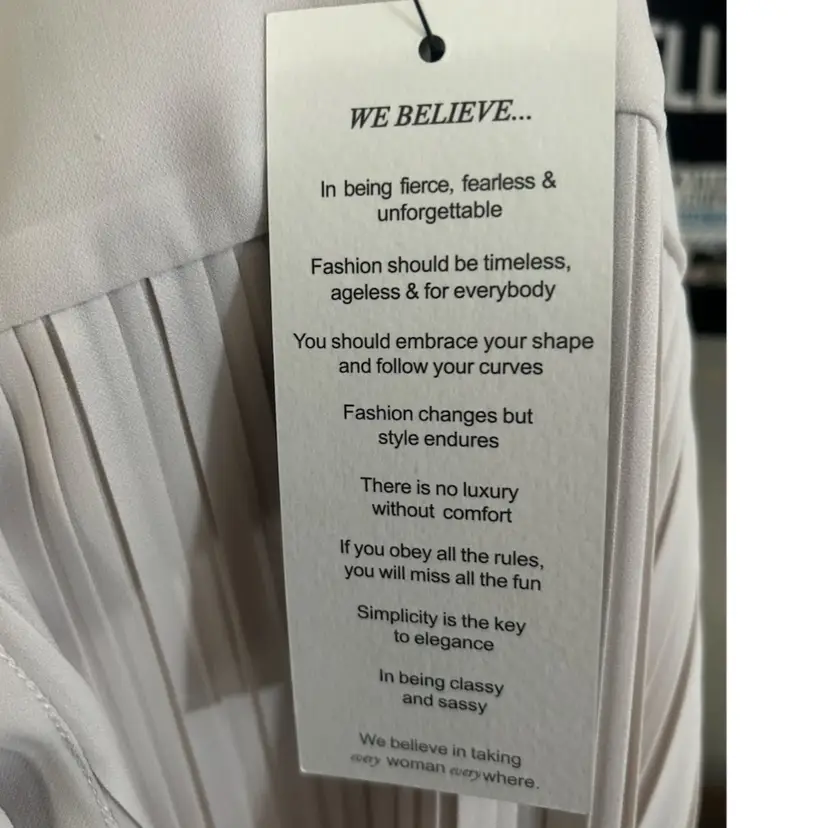 WE BELIEVE...
In being fierce, fearless &
unforgettable
Fashion should be timeless,
ageless & for everybody
You should embrace your shape
and follow your curves
Fashion changes but
style endures
There is no luxury
without comfort
If you obey all the rules,
you will miss all the fun
Simplicity is the key
to elegance
In being classy
and sassy
We believe in taking
every woman everywhere.